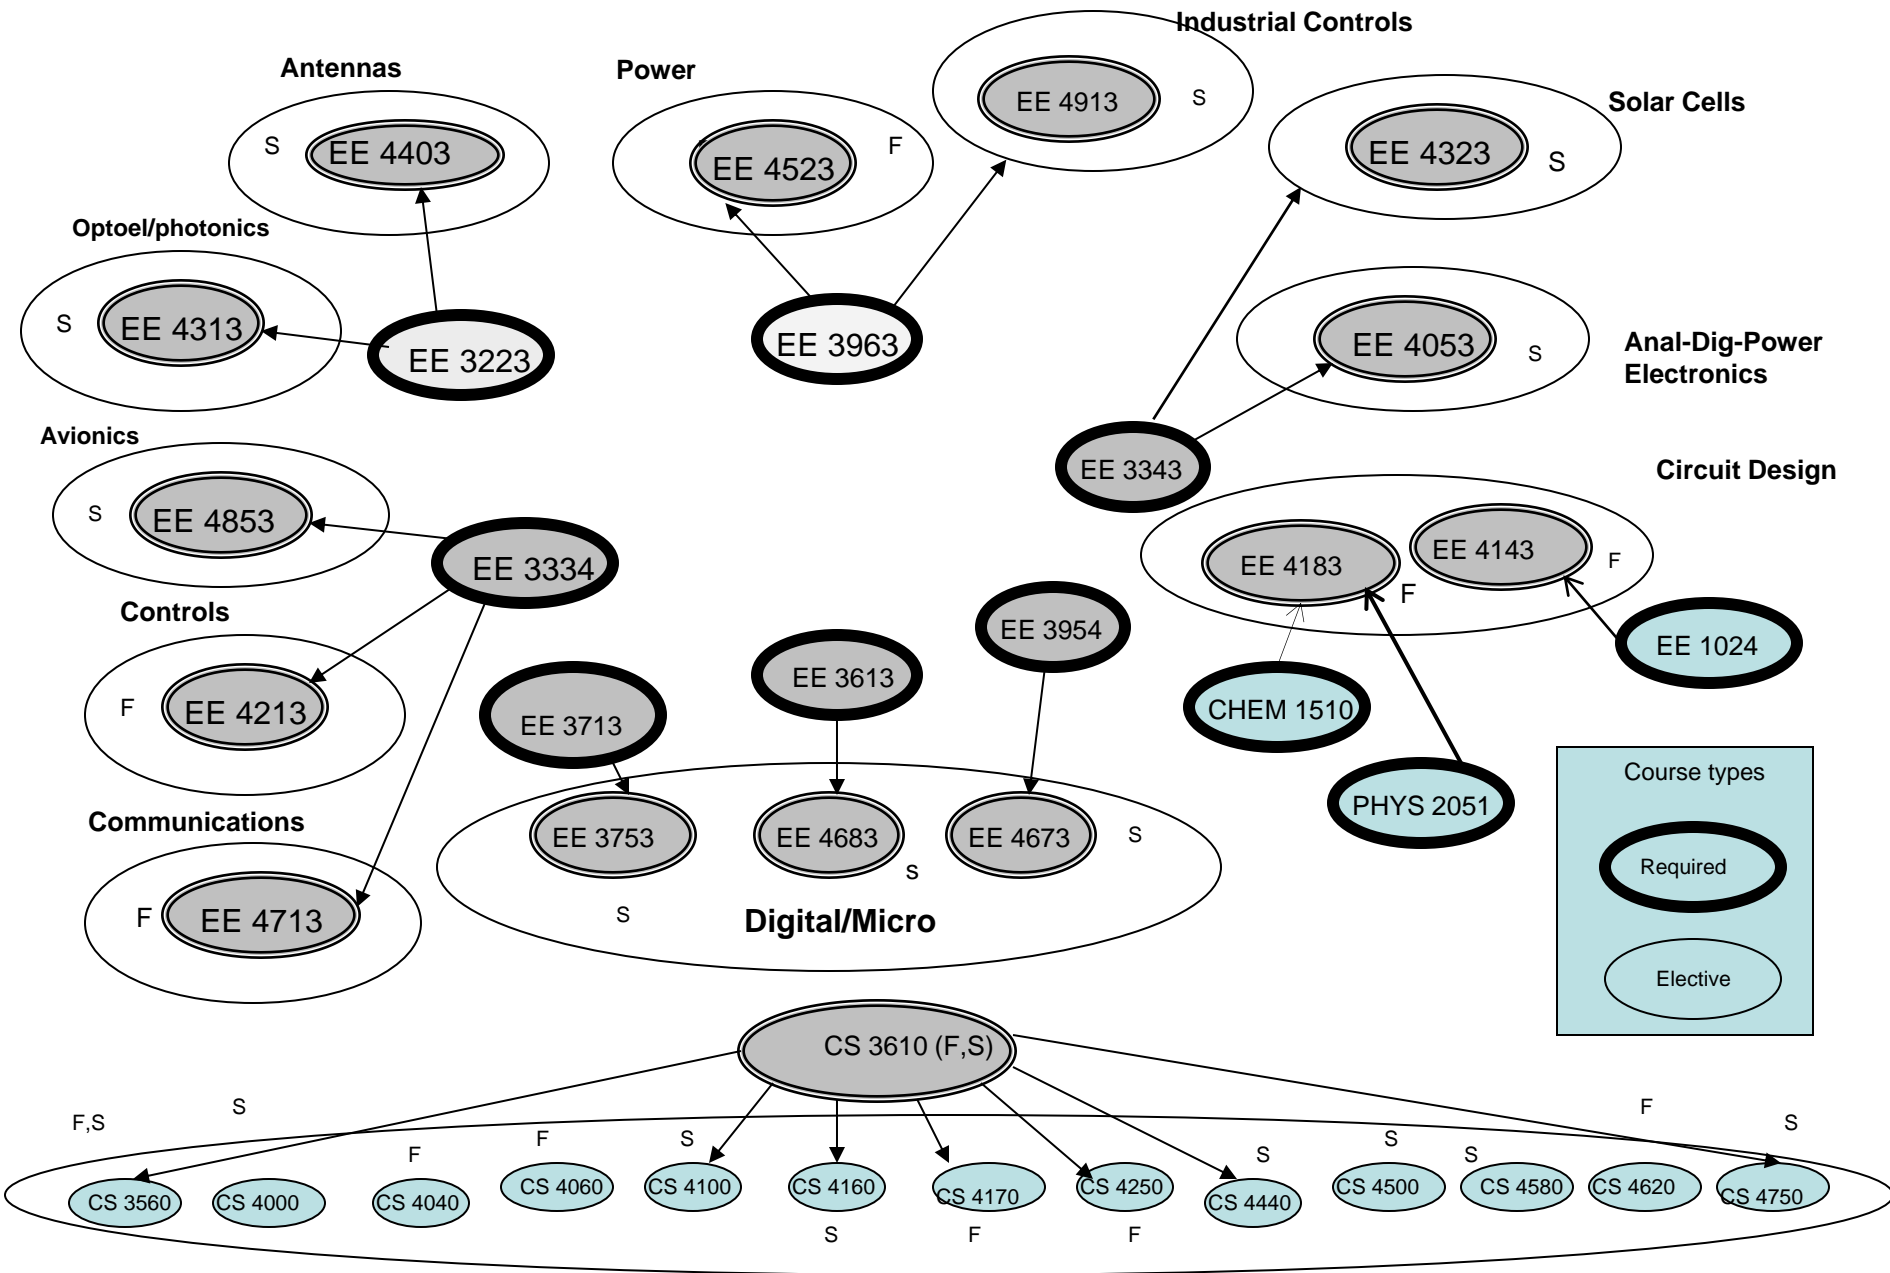 Industrial Controls
Antennas
Power
EE 4913
S
Solar Cells
S
EE 4403
EE 4523
F
EE 4323
S
Optoel/photonics
S
EE 4313
EE 3223
EE 3963
EE 4053
S
Anal-Dig-Power
Electronics
Avionics
EE 3343
Circuit Design
S
EE 4853
EE 3334
EE 4183
F
EE 4143
F
Controls
EE 3954
EE 1024
F
EE 4213
EE 3713
EE 3613
CHEM 1510
PHYS 2051
Course types
Required
Elective
Communications
F
EE 4713
EE 3753
S
EE 4683
s
EE 4673
S
Digital/Micro
CS 3610 (F,S)
F,S
S
F
F
S
S
S
S
F
S
CS 3560
CS 4000
CS 4040
CS 4060
CS 4100
CS 4160
CS 4170
CS 4250
CS 4440
CS 4500
CS 4580
CS 4620
CS 4750
S
F
F